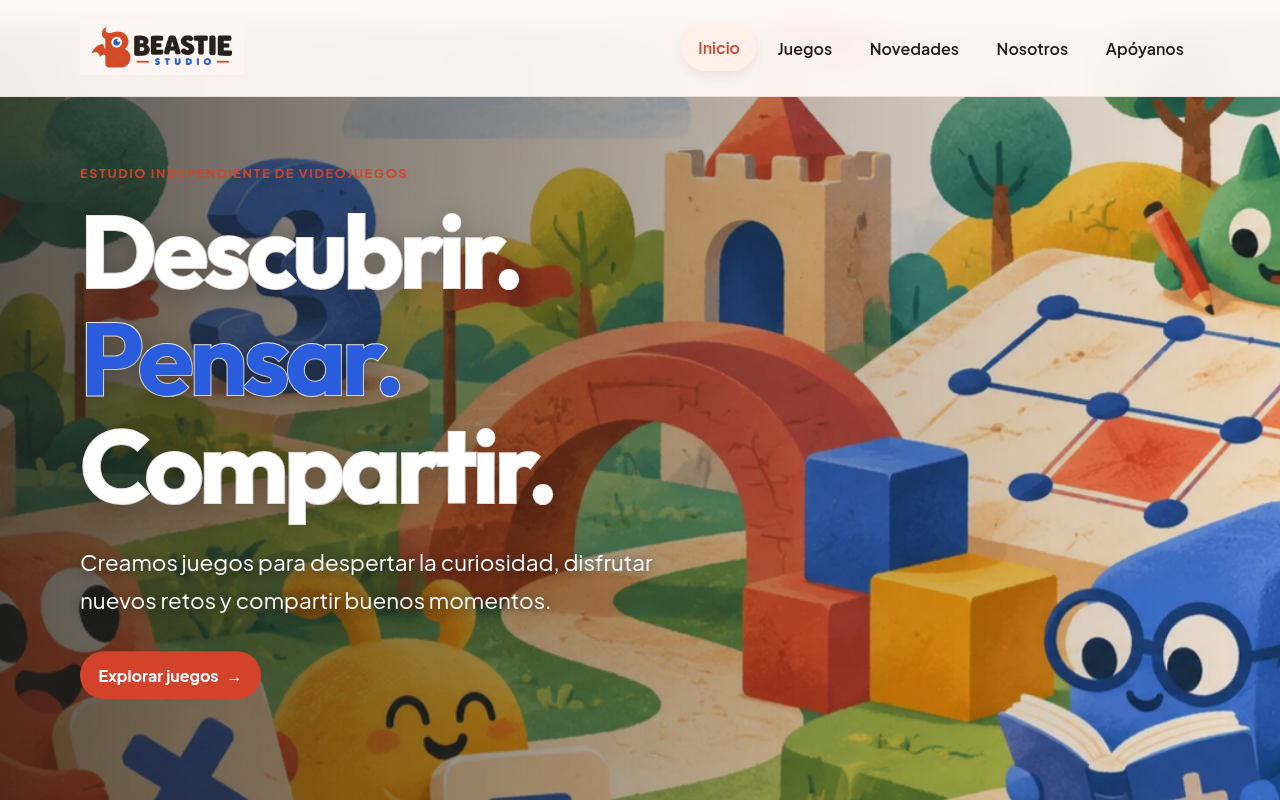 BEASTIE
STUDIO
Inicio
Juegos
Novedades
Nosotros
Apóyanos
ESTUDIO INDEPENDIENTE DE VIDEOJUEGOS
Descubrir.
Pensar.
Compartir.
Creamos juegos para despertar la curiosidad, disfrutar
nuevos retos y compartir buenos momentos.
Explorar juegos →
3